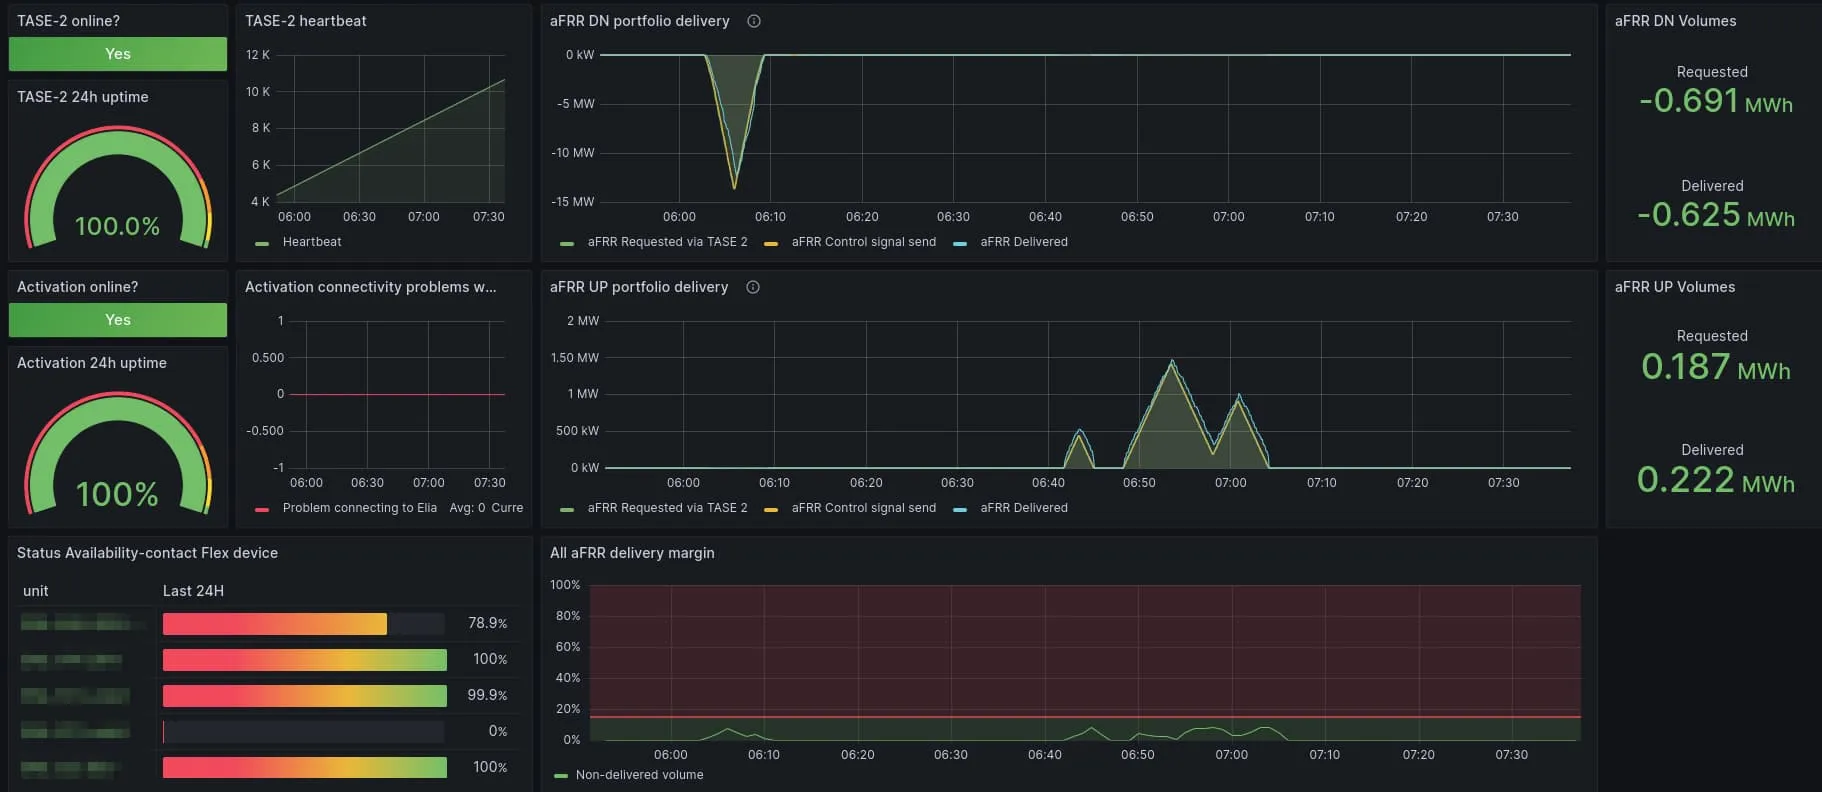 TASE-2 online?
Yes
TASE-2 24h uptime
100.0%
TASE-2 heartbeat
12 K
10 K
8 K
6 K
4 K
06:00 06:30 07:00 07:30
Heartbeat
aFRR DN portfolio delivery
0 kW
-5 MW
-10 MW
-15 MW
06:00 06:10 06:20 06:30 06:40 06:50 07:00 07:10 07:20 07:30
aFRR Requested via TASE 2 aFRR Control signal send aFRR Delivered
aFRR DN Volumes
Requested
-0.691 MWh
Delivered
-0.625 MWh
Activation online?
Yes
Activation 24h uptime
100%
Activation connectivity problems w...
1
0.500
0
-0.500
-1
06:00 06:30 07:00 07:30
Problem connecting to Elia Avg: 0 Curre
aFRR UP portfolio delivery
2 MW
1.50 MW
1 MW
500 kW
0 kW
06:00 06:10 06:20 06:30 06:40 06:50 07:00 07:10 07:20 07:30
aFRR Requested via TASE 2 aFRR Control signal send aFRR Delivered
aFRR UP Volumes
Requested
0.187 MWh
Delivered
0.222 MWh
Status Availability-contact Flex device
unit Last 24H
78.9%
100%
99.9%
0%
100%
All aFRR delivery margin
100%
80%
60%
40%
20%
0%
06:00 06:10 06:20 06:30 06:40 06:50 07:00 07:10 07:20 07:30
Non-delivered volume